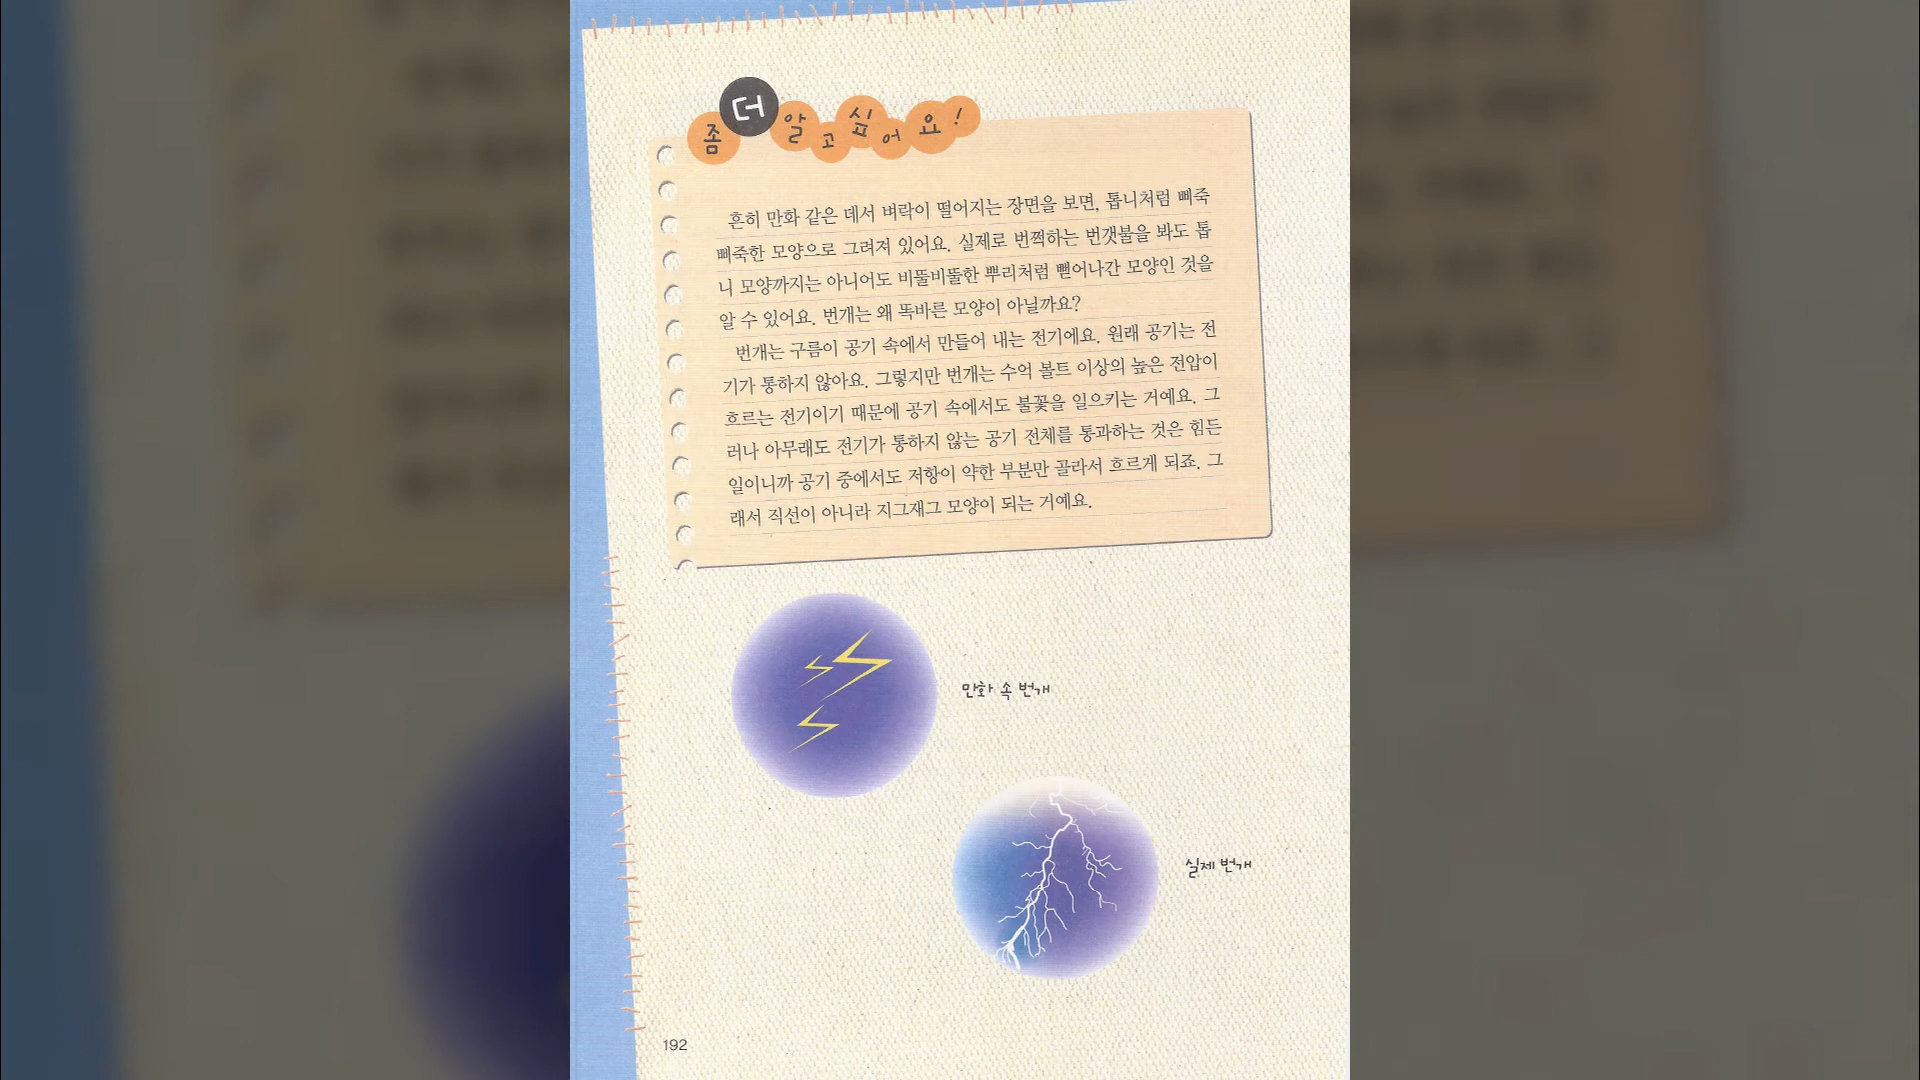 좀 더 알고 싶어요!
흔히 만화 같은 데서 벼락이 떨어지는 장면을 보면, 톱니처럼 삐죽
삐죽한 모양으로 그려져 있어요. 실제로 번쩍하는 번갯불을 봐도 톱
니 모양까지는 아니어도 비뚤비뚤한 뿌리처럼 뻗어나간 모양인 것을
알 수 있어요. 번개는 왜 똑바른 모양이 아닐까요?
번개는 구름이 공기 속에서 만들어 내는 전기에요. 원래 공기는 전
기가 통하지 않아요. 그렇지만 번개는 수억 볼트 이상의 높은 전압이
흐르는 전기이기 때문에 공기 속에서도 불꽃을 일으키는 거예요. 그
러나 아무래도 전기가 통하지 않는 공기 전체를 통과하는 것은 힘든
일이니까 공기 중에서도 저항이 약한 부분만 골라서 흐르게 되죠. 그
래서 직선이 아니라 지그재그 모양이 되는 거예요.
만화 속 번개
실제 번개
192